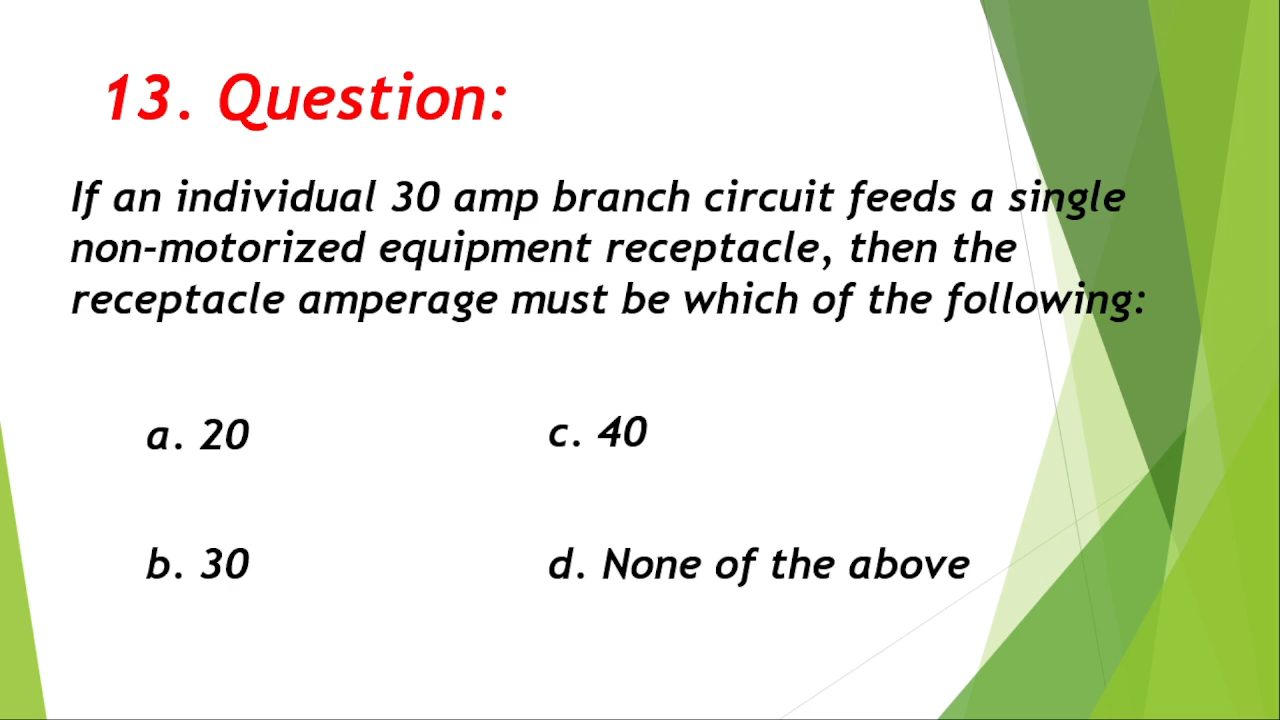 13. Question:
If an individual 30 amp branch circuit feeds a single
non-motorized equipment receptacle, then the
receptacle amperage must be which of the following:
a. 20
c. 40
b. 30
d. None of the above